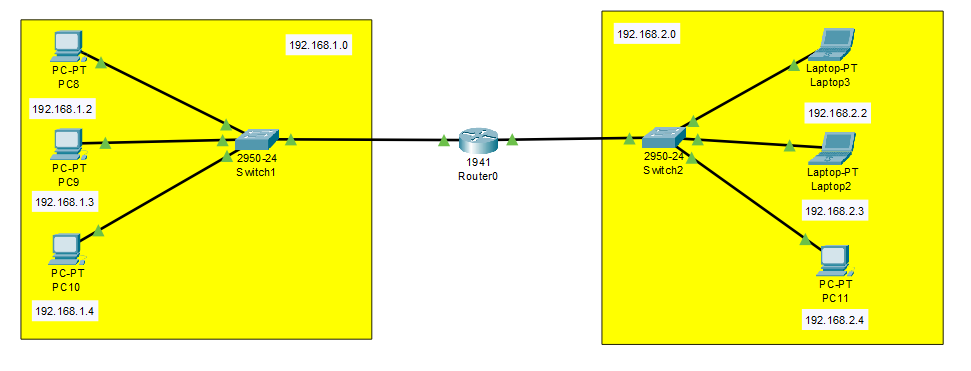 192.168.1.0
PC-PT
PC8
192.168.1.2
PC-PT
PC9
192.168.1.3
PC-PT
PC10
192.168.1.4
2950-24
Switch1
1941
Router0
192.168.2.0
2950-24
Switch2
Laptop-PT
Laptop3
192.168.2.2
Laptop-PT
Laptop2
192.168.2.3
PC-PT
PC11
192.168.2.4